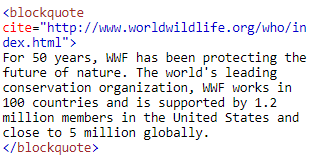 <blockquote
cite="http://www.worldwildlife.org/who/in
dex.html">
For 50 years, WWF has been protecting the
future of nature. The world's leading
conservation organization, WWF works in
100 countries and is supported by 1.2
million members in the United States and
close to 5 million globally.
</blockquote>